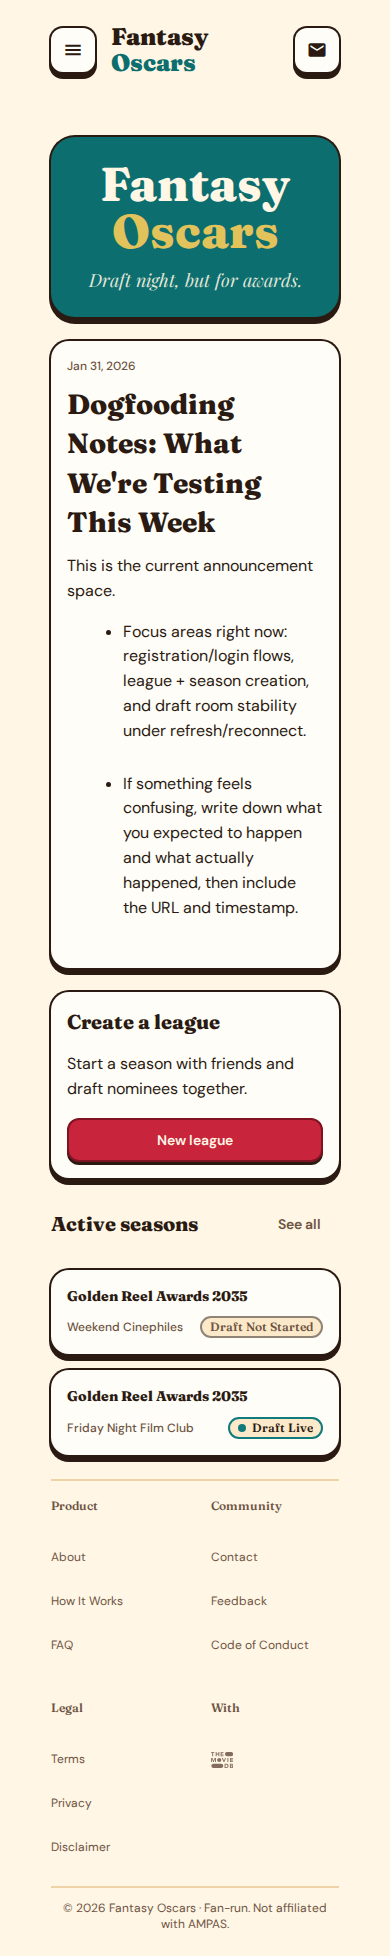 Fantasy
Oscars
Fantasy
Oscars
Draft night, but for awards.
Jan 31, 2026
Dogfooding
Notes: What
We're Testing
This Week
This is the current announcement
space.
• Focus areas right now:
registration/login flows,
league + season creation,
and draft room stability
under refresh/reconnect.
• If something feels
confusing, write down what
you expected to happen
and what actually
happened, then include
the URL and timestamp.
Create a league
Start a season with friends and
draft nominees together.
New league
Active seasons
See all
Golden Reel Awards 2035
Weekend Cinephiles
Draft Not Started
Golden Reel Awards 2035
Friday Night Film Club
Draft Live
Product
About
How It Works
FAQ
Community
Contact
Feedback
Code of Conduct
Legal
Terms
Privacy
Disclaimer
With
THE
MOVIE
DB
© 2026 Fantasy Oscars · Fan-run. Not affiliated
with AMPAS.